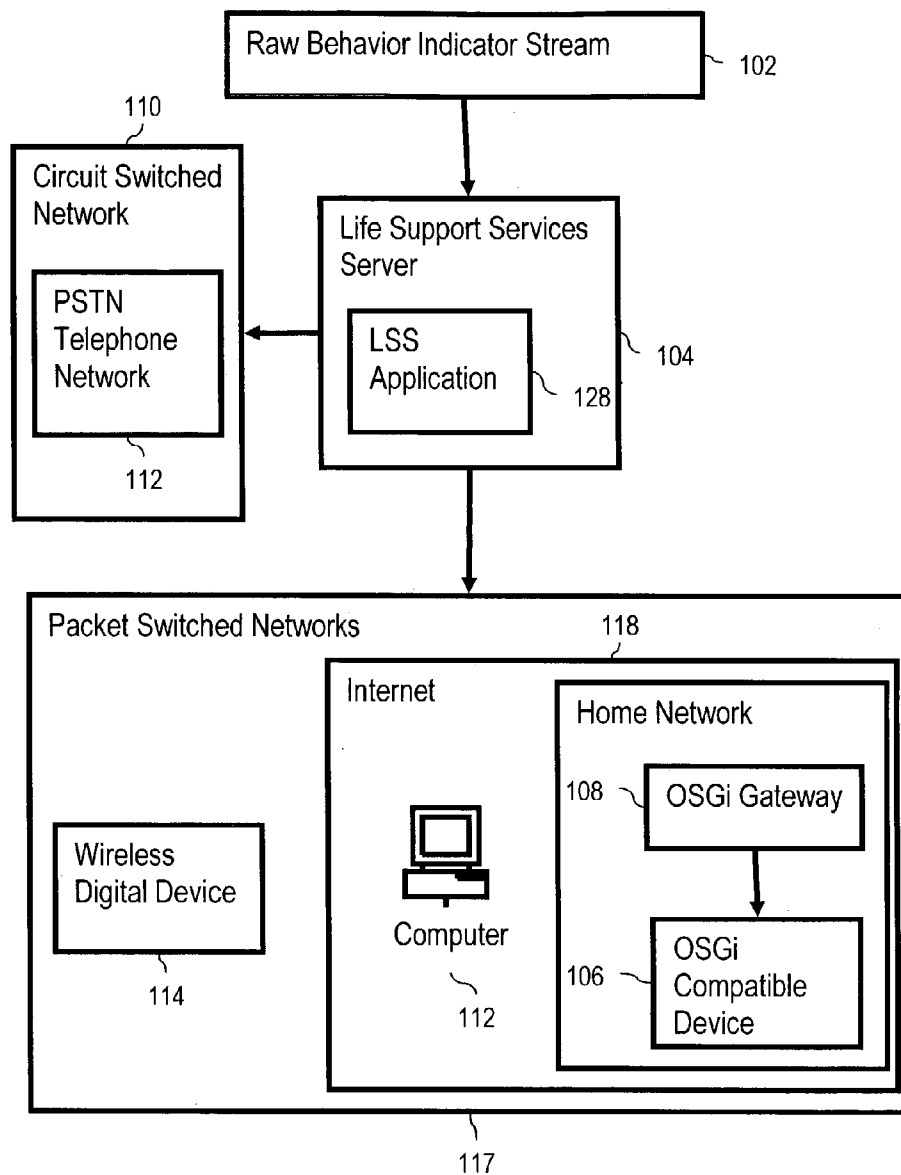 Raw Behavior Indicator Stream
102
110
Circuit Switched
Network
PSTN
Telephone
Network
112
Life Support Services
Server
LSS
Application
128
104
Packet Switched Networks
118
Internet
Home Network
108
OSGi Gateway
Wireless
Digital Device
114
Computer
112
106
OSGi
Compatible
Device
117